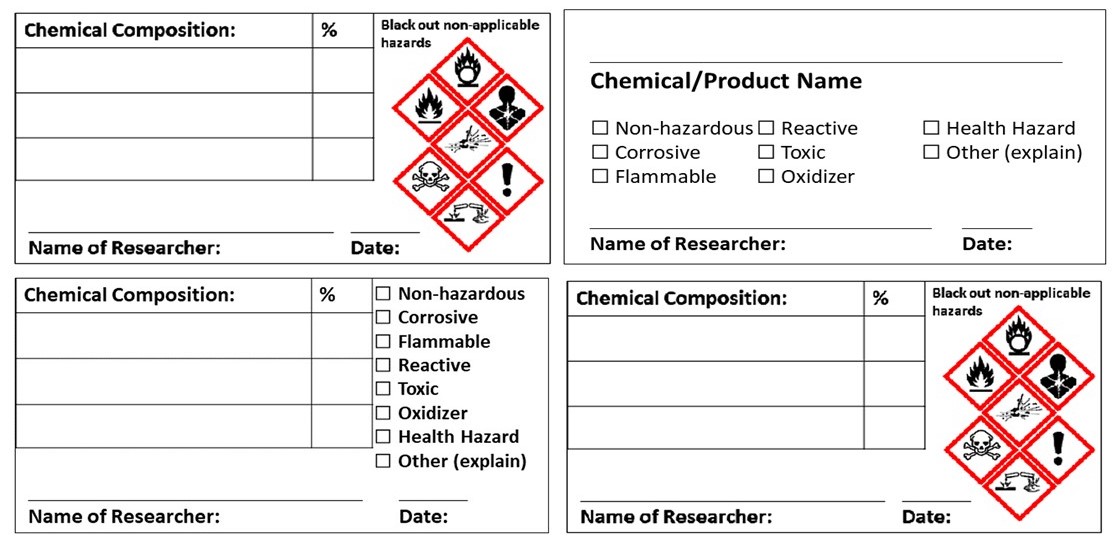 Chemical Composition: %
Black out non-applicable
hazards
Name of Researcher: Date:
Chemical/Product Name
☐ Non-hazardous ☐ Reactive ☐ Health Hazard
☐ Corrosive ☐ Toxic ☐ Other (explain)
☐ Flammable ☐ Oxidizer
Name of Researcher: Date:
Chemical Composition: %
☐ Non-hazardous
☐ Corrosive
☐ Flammable
☐ Reactive
☐ Toxic
☐ Oxidizer
☐ Health Hazard
☐ Other (explain)
Name of Researcher: Date:
Chemical Composition: %
Black out non-applicable
hazards
Name of Researcher: Date: